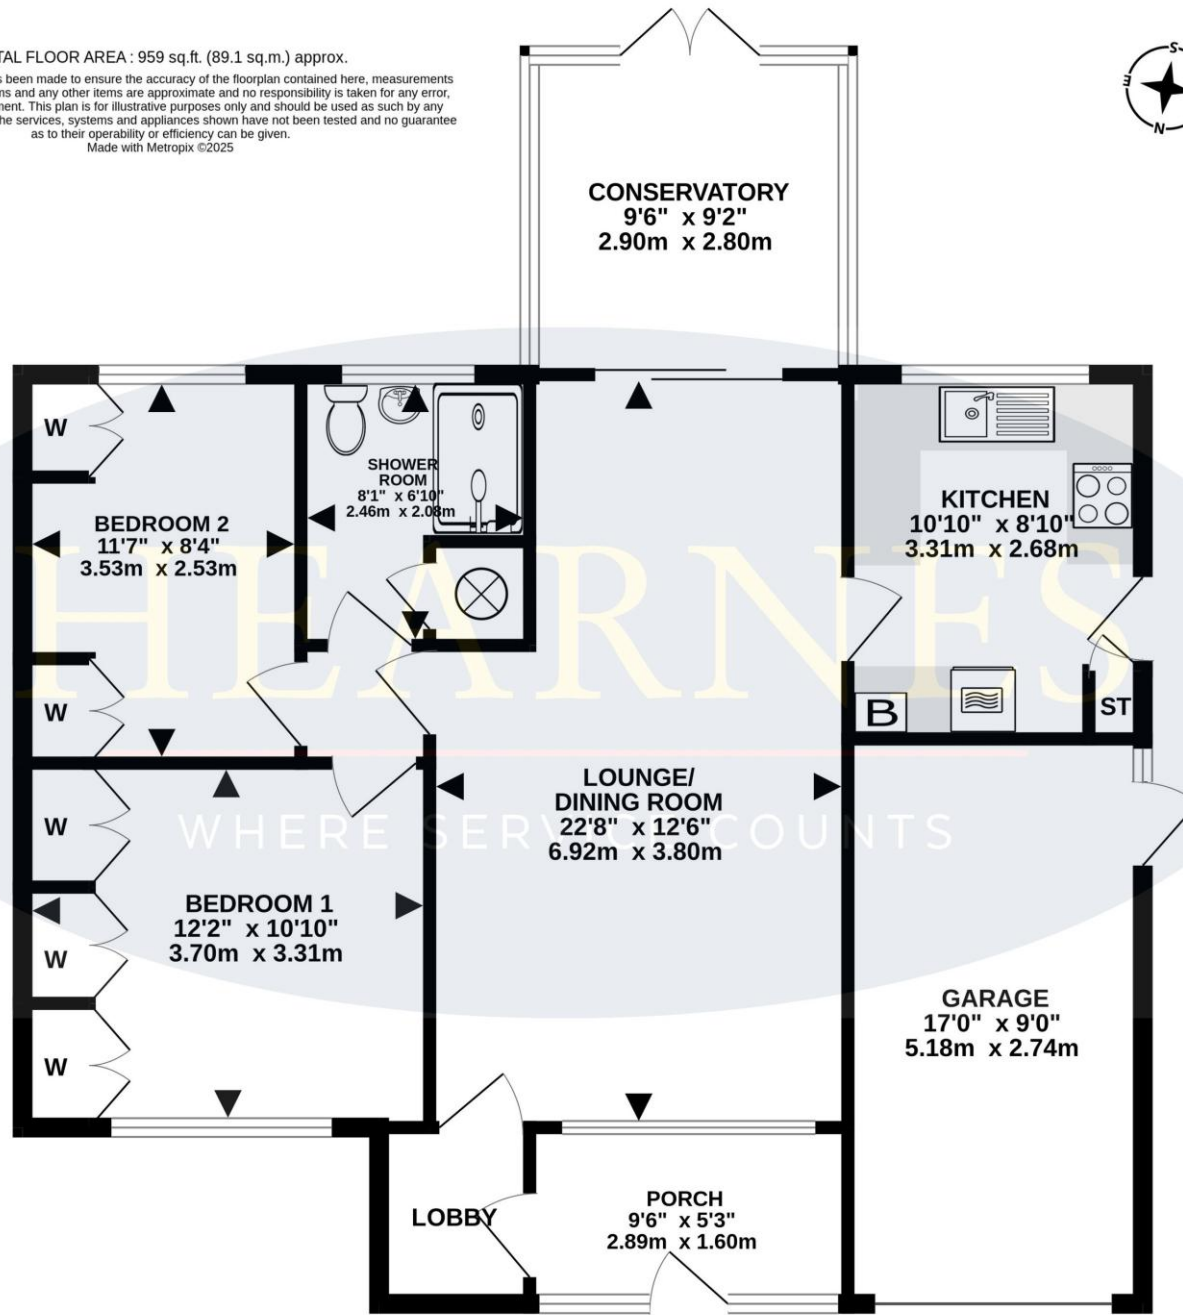 TAL FLOOR AREA : 959 sq.ft. (89.1 sq.m.) approx.
s been made to ensure the accuracy of the floorplan contained here, measurements
ms and any other items are approximate and no responsibility is taken for any error,
ment. This plan is for illustrative purposes only and should be used as such by any
he services, systems and appliances shown have not been tested and no guarantee
as to their operability or efficiency can be given.
Made with Metropix ©2025
S
E
N
CONSERVATORY
9'6" x 9'2"
2.90m x 2.80m
W
SHOWER
ROOM
8'1" x 6'10"
2.46m x 2.08m
BEDROOM 2
11'7" x 8'4"
3.53m x 2.53m
KITCHEN
10'10" x 8'10"
3.31m x 2.68m
HEARNES
W
B
ST
LOUNGE/
DINING ROOM
22'8" x 12'6"
6.92m x 3.80m
W
WHERE SERVICE COUNTS
BEDROOM 1
12'2" x 10'10"
3.70m x 3.31m
W
W
GARAGE
17'0" x 9'0"
5.18m x 2.74m
LOBBY
PORCH
9'6" x 5'3"
2.89m x 1.60m